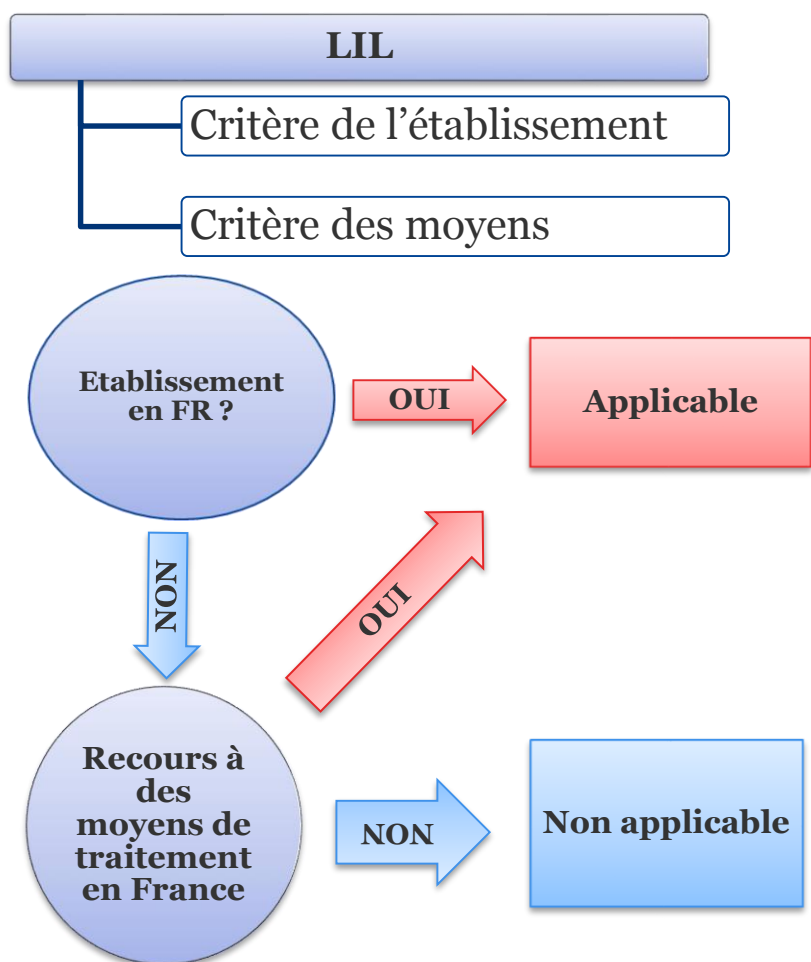 LIL
Critère de l’établissement
Critère des moyens
Etablissement
en FR ?
OUI
Applicable
NON
OUI
Recours à
des
moyens de
traitement
en France
NON
Non applicable